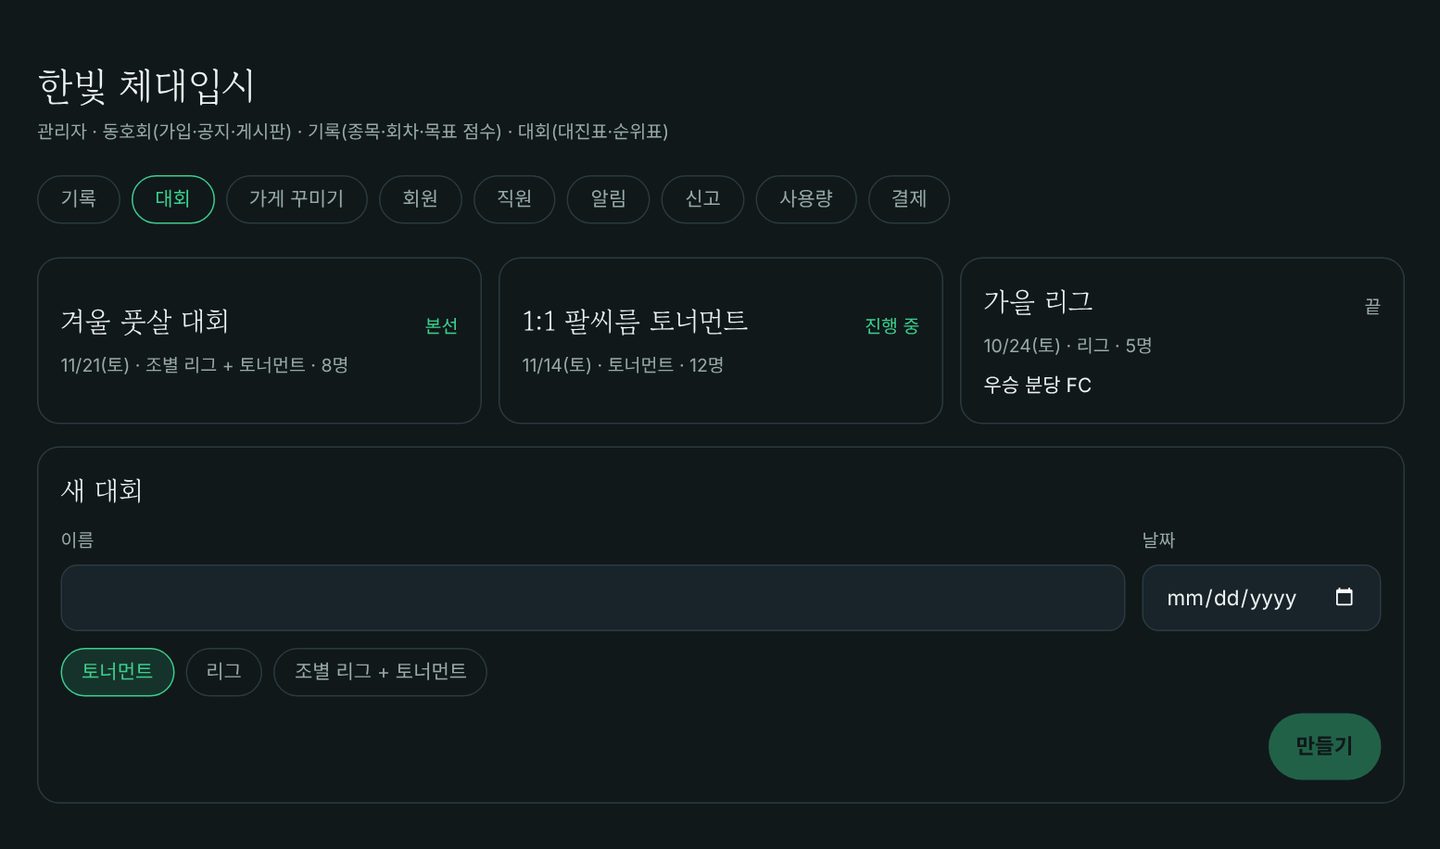 한빛 체대입시
관리자 · 동호회(가입·공지·게시판) · 기록(종목·회차·목표 점수) · 대회(대진표·순위표)
기록 대회 가게 꾸미기 회원 직원 알림 신고 사용량 결제
겨울 풋살 대회 본선
11/21(토) · 조별 리그 + 토너먼트 · 8명
1:1 팔씨름 토너먼트 진행 중
11/14(토) · 토너먼트 · 12명
가을 리그 끝
10/24(토) · 리그 · 5명
우승 분당 FC
새 대회
이름 날짜
mm/dd/yyyy
토너먼트 리그 조별 리그 + 토너먼트
만들기